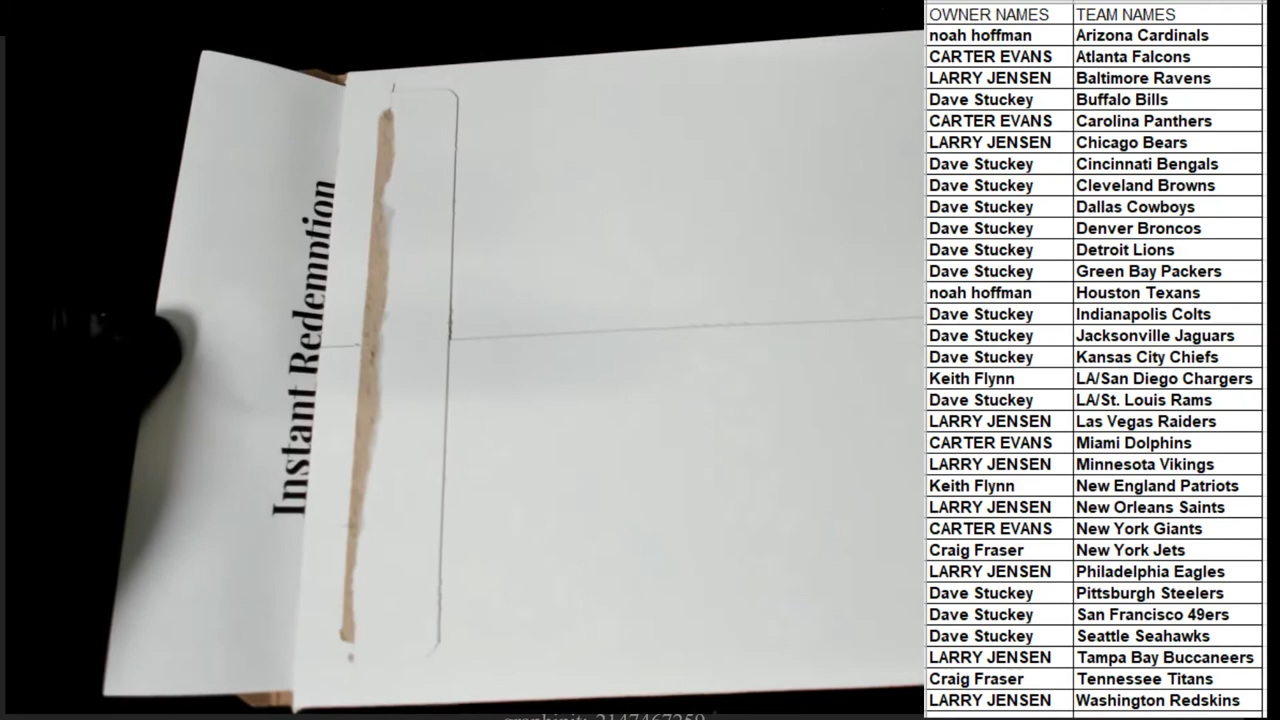 Instant Redemption
OWNER NAMES TEAM NAMES
noah hoffman Arizona Cardinals
CARTER EVANS Atlanta Falcons
LARRY JENSEN Baltimore Ravens
Dave Stuckey Buffalo Bills
CARTER EVANS Carolina Panthers
LARRY JENSEN Chicago Bears
Dave Stuckey Cincinnati Bengals
Dave Stuckey Cleveland Browns
Dave Stuckey Dallas Cowboys
Dave Stuckey Denver Broncos
Dave Stuckey Detroit Lions
Dave Stuckey Green Bay Packers
noah hoffman Houston Texans
Dave Stuckey Indianapolis Colts
Dave Stuckey Jacksonville Jaguars
Dave Stuckey Kansas City Chiefs
Keith Flynn LA/San Diego Chargers
Dave Stuckey LA/St. Louis Rams
LARRY JENSEN Las Vegas Raiders
CARTER EVANS Miami Dolphins
LARRY JENSEN Minnesota Vikings
Keith Flynn New England Patriots
LARRY JENSEN New Orleans Saints
CARTER EVANS New York Giants
Craig Fraser New York Jets
LARRY JENSEN Philadelphia Eagles
Dave Stuckey Pittsburgh Steelers
Dave Stuckey San Francisco 49ers
Dave Stuckey Seattle Seahawks
LARRY JENSEN Tampa Bay Buccaneers
Craig Fraser Tennessee Titans
LARRY JENSEN Washington Redskins
graphinit: 2147467259